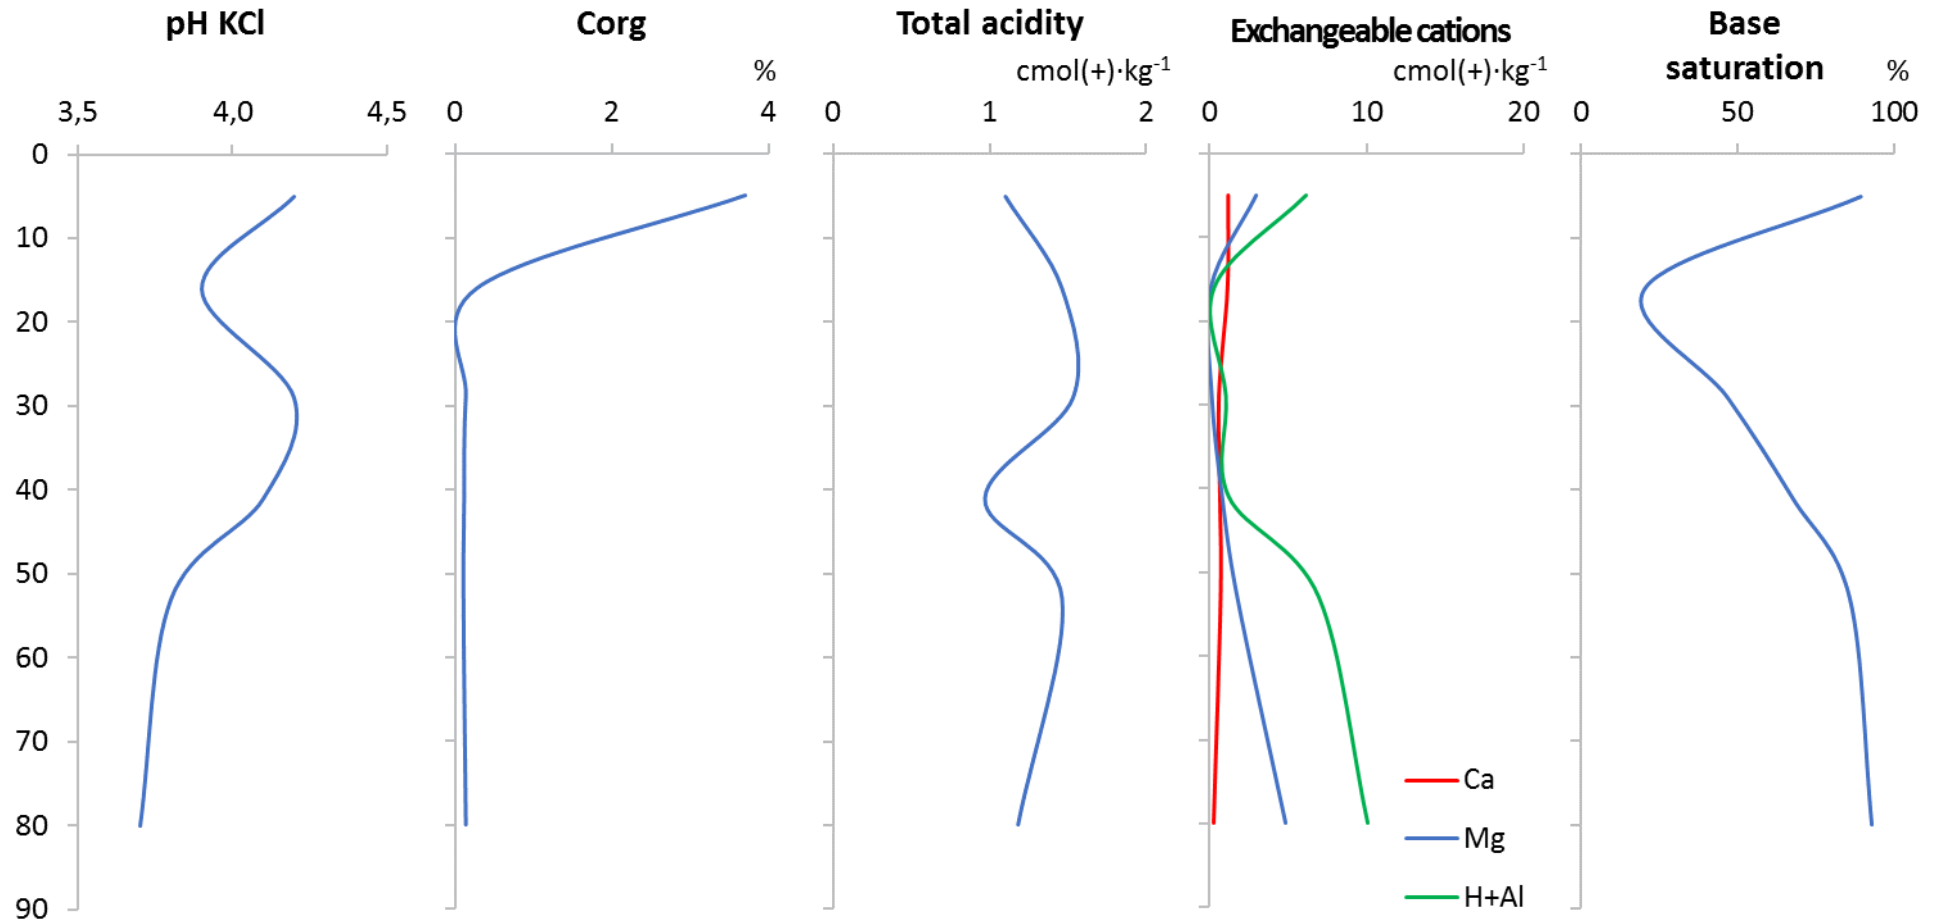 pH KCl
Corg
Total acidity
Exchangeable cations
Base
saturation
%
cmol(+)·kg⁻¹
cmol(+)·kg⁻¹
%
3,5 4,0 4,5
0 2 4
0 1 2
0 10 20
0 50 100
0
10
20
30
40
50
60
70
80
90
Ca
Mg
H+Al